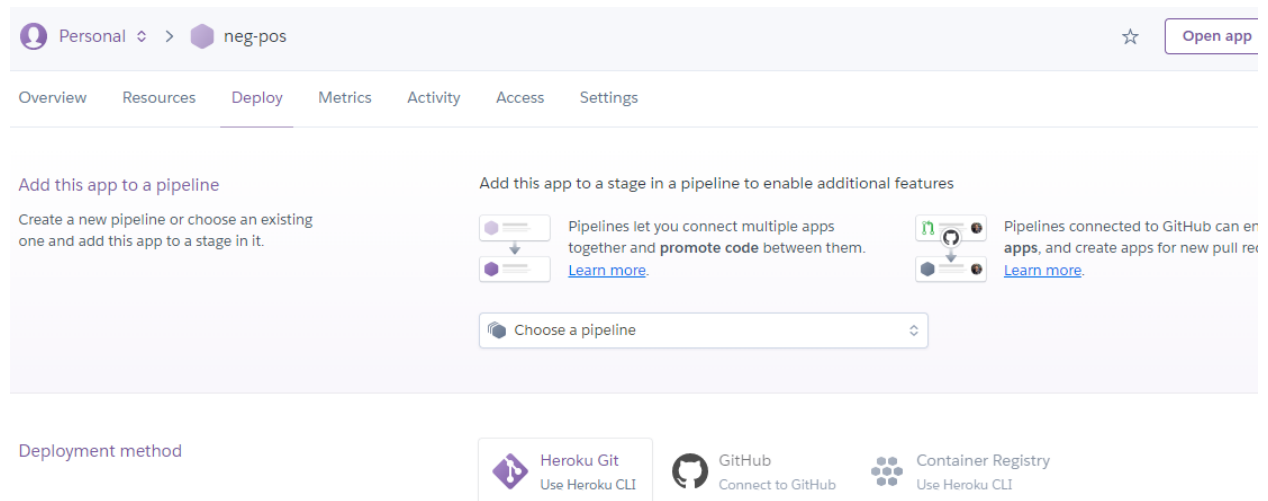 Personal > neg-pos Open app
Overview Resources Deploy Metrics Activity Access Settings
Add this app to a pipeline
Create a new pipeline or choose an existing
one and add this app to a stage in it.
Add this app to a stage in a pipeline to enable additional features
Pipelines let you connect multiple apps
together and promote code between them.
Learn more.
Pipelines connected to GitHub can
apps, and create apps for new pull
Learn more.
Choose a pipeline
Deployment method
Heroku Git
Use Heroku CLI
GitHub
Connect to GitHub
Container Registry
Use Heroku CLI